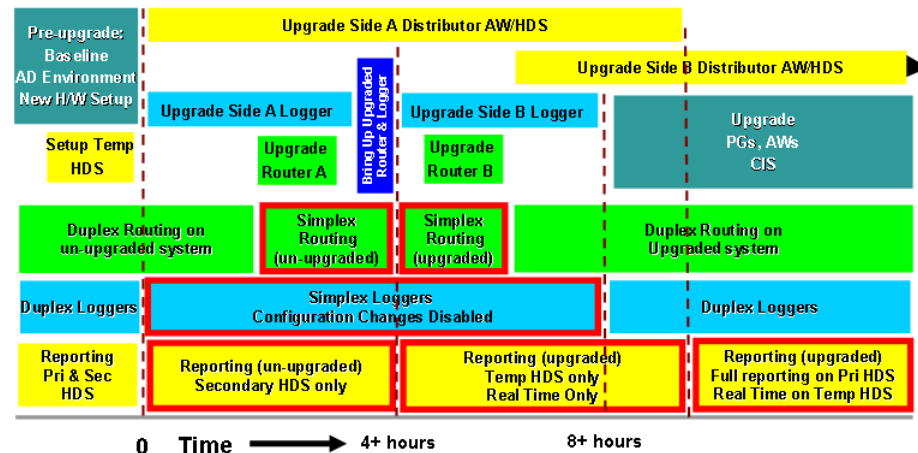 Pre-upgrade:
Baseline
AD Environment
New H/W Setup
Upgrade Side A Distributor AW/HDS
Upgrade Side B Distributor AW/HDS
Upgrade Side A Logger
Bring Up Upgraded
Router & Logger
Upgrade Side B Logger
Upgrade
PGs, AWs
CIS
Setup Temp
HDS
Upgrade
Router A
Upgrade
Router B
Duplex Routing on
un-upgraded system
Simplex
Routing
(un-upgraded)
Simplex
Routing
(upgraded)
Duplex Routing on
Upgraded system
Duplex Loggers
Simplex Loggers
Configuration Changes Disabled
Duplex Loggers
Reporting
Pri & Sec
HDS
Reporting (un-upgraded)
Secondary HDS only
Reporting (upgraded)
Temp HDS only
Real Time Only
Reporting (upgraded)
Full reporting on Pri HDS
Real Time on Temp HDS
0 Time 4+ hours 8+ hours